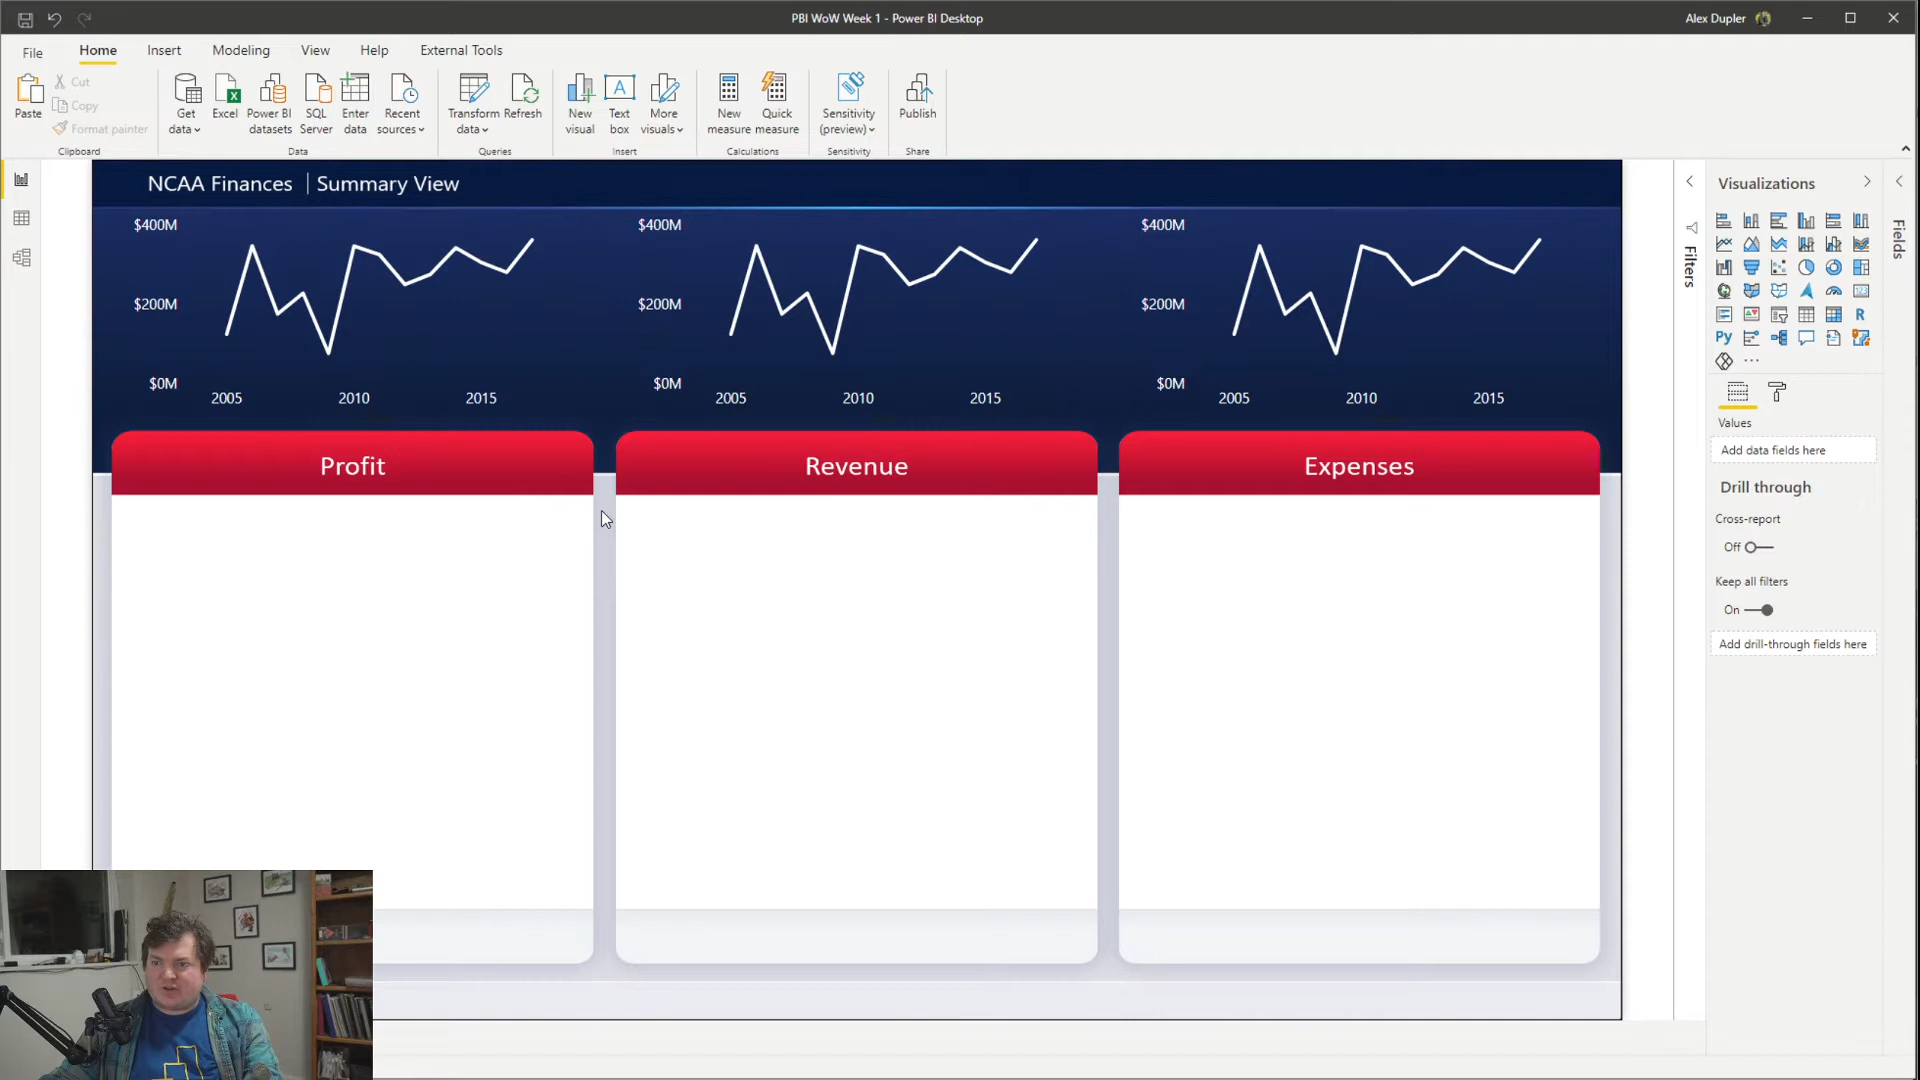 PBI WoW Week 1 - Power BI Desktop
Alex Dupler
File
Home
Insert
Modeling
View
Help
External Tools
Paste
Cut
Copy
Format painter
Clipboard
Get data
Excel
Power BI datasets
SQL Server
Enter data
Recent sources
Data
Transform data
Refresh
Queries
New visual
Text box
More visuals
Insert
New measure
Quick measure
Calculations
Sensitivity (preview)
Sensitivity
Publish
Share
NCAA Finances | Summary View
$400M
$200M
$0M
2005 2010 2015
$400M
$200M
$0M
2005 2010 2015
$400M
$200M
$0M
2005 2010 2015
Profit
Revenue
Expenses
Filters
Visualizations
R
Py
Values
Add data fields here
Drill through
Cross-report
Off
Keep all filters
On
Add drill-through fields here
Fields